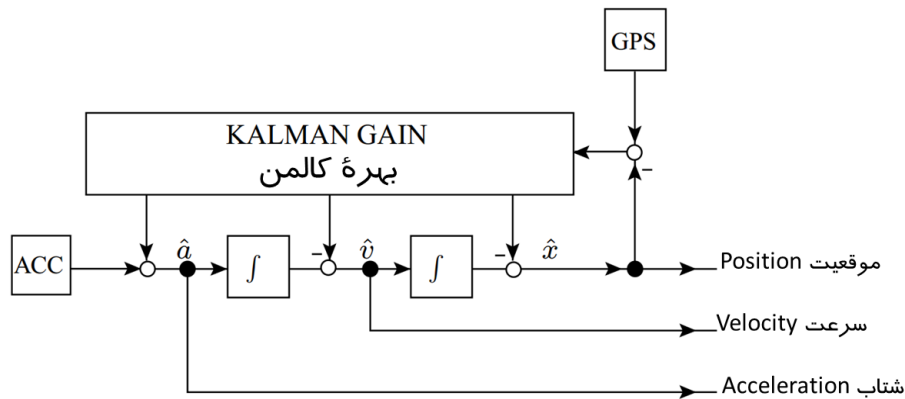 GPS
KALMAN GAIN
بهرهٔ کالمن
−
ACC
â
∫
−
v̂
∫
−
x̂
Position موقعیت
Velocity سرعت
Acceleration شتاب